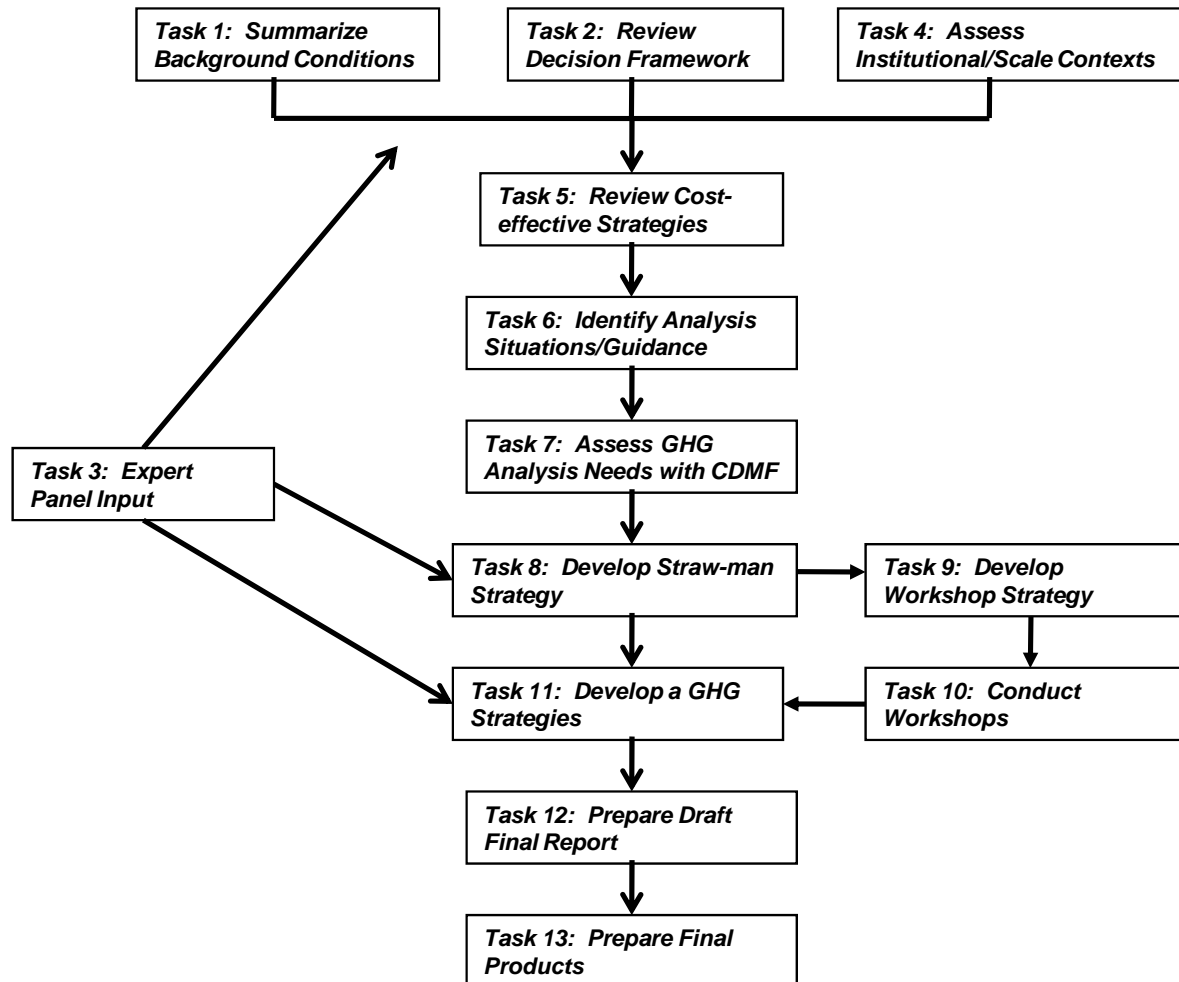 Task 1:  Summarize
Background Conditions
Task 2:  Review
Decision Framework
Task 4:  Assess
Institutional/Scale Contexts
Task 5:  Review Cost-
effective Strategies
Task 6:  Identify Analysis
Situations/Guidance
Task 7:  Assess GHG
Analysis Needs with CDMF
Task 3:  Expert
Panel Input
Task 8:  Develop Straw-man
Strategy
Task 9:  Develop
Workshop Strategy
Task 11:  Develop a GHG
Strategies
Task 10:  Conduct
Workshops
Task 12:  Prepare Draft
Final Report
Task 13:  Prepare Final
Products